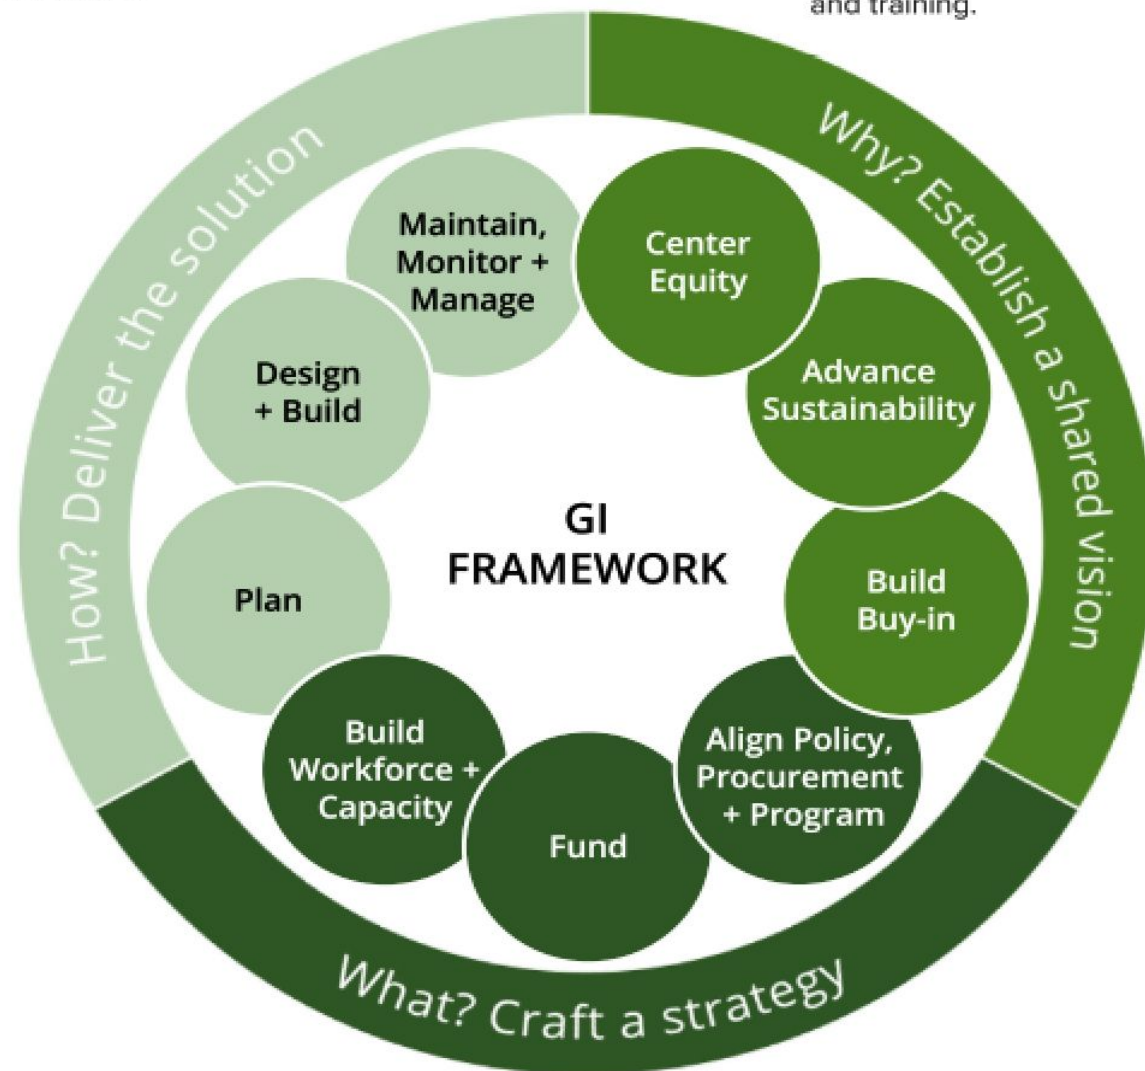 and training.
Why? Establish a shared vision
Center
Equity
Advance
Sustainability
Build
Buy-in
What? Craft a strategy
Align Policy,
Procurement
+ Program
Fund
Build
Workforce +
Capacity
How? Deliver the solution
Plan
Design
+ Build
Maintain,
Monitor +
Manage
GI
FRAMEWORK